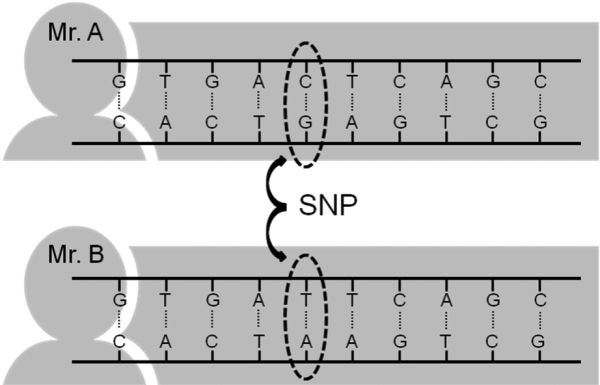 Mr. A
G T G A C T C A G C
C A C T G A G T C G
SNP
Mr. B
G T G A T T C A G C
C A C T A A G T C G